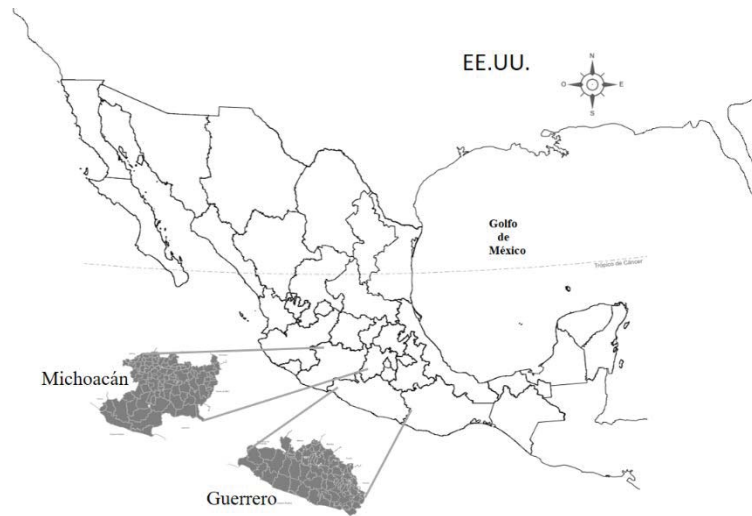 EE.UU.
N
O
E
S
Golfo
de
México
Trópico de Cáncer
Michoacán
Guerrero